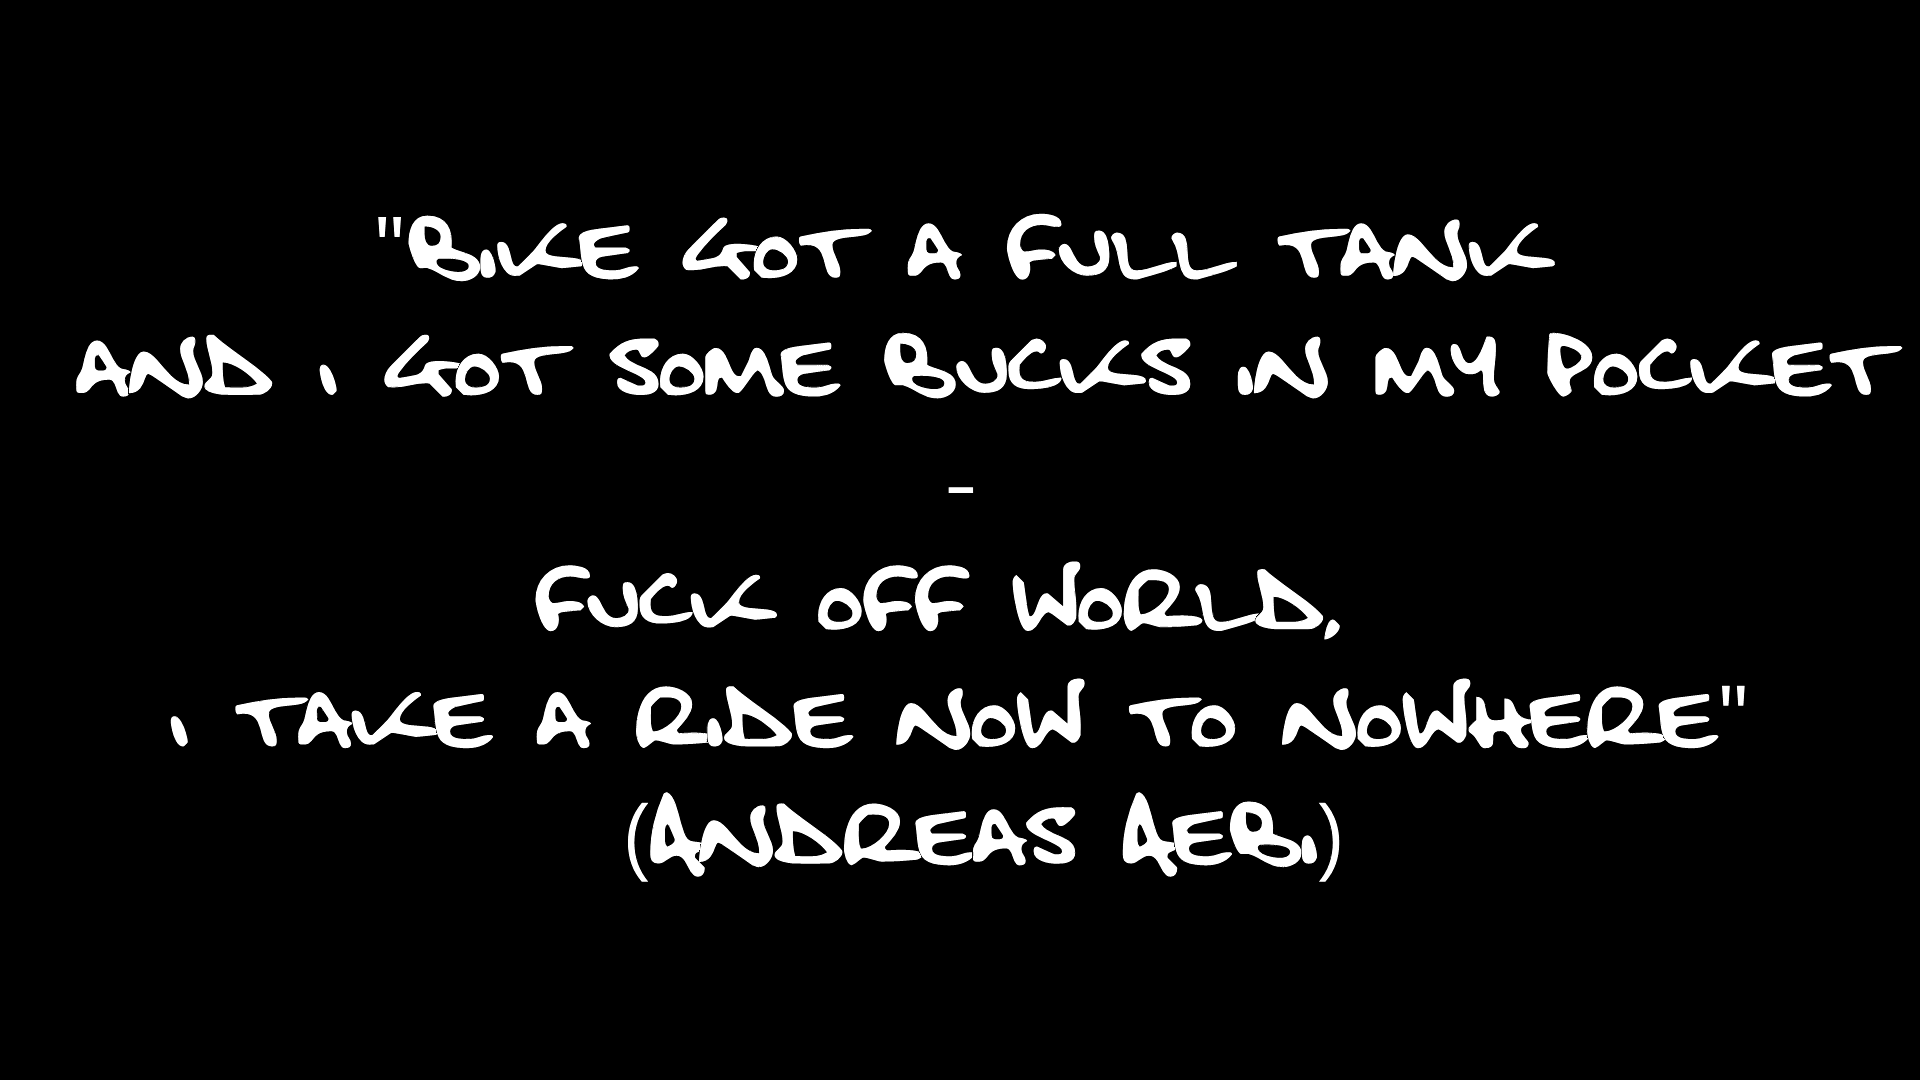 "Bike got a full tank
and i got some bucks in my pocket
-
fuck off world,
i take a ride now to nowhere"
(Andreas Aebi)